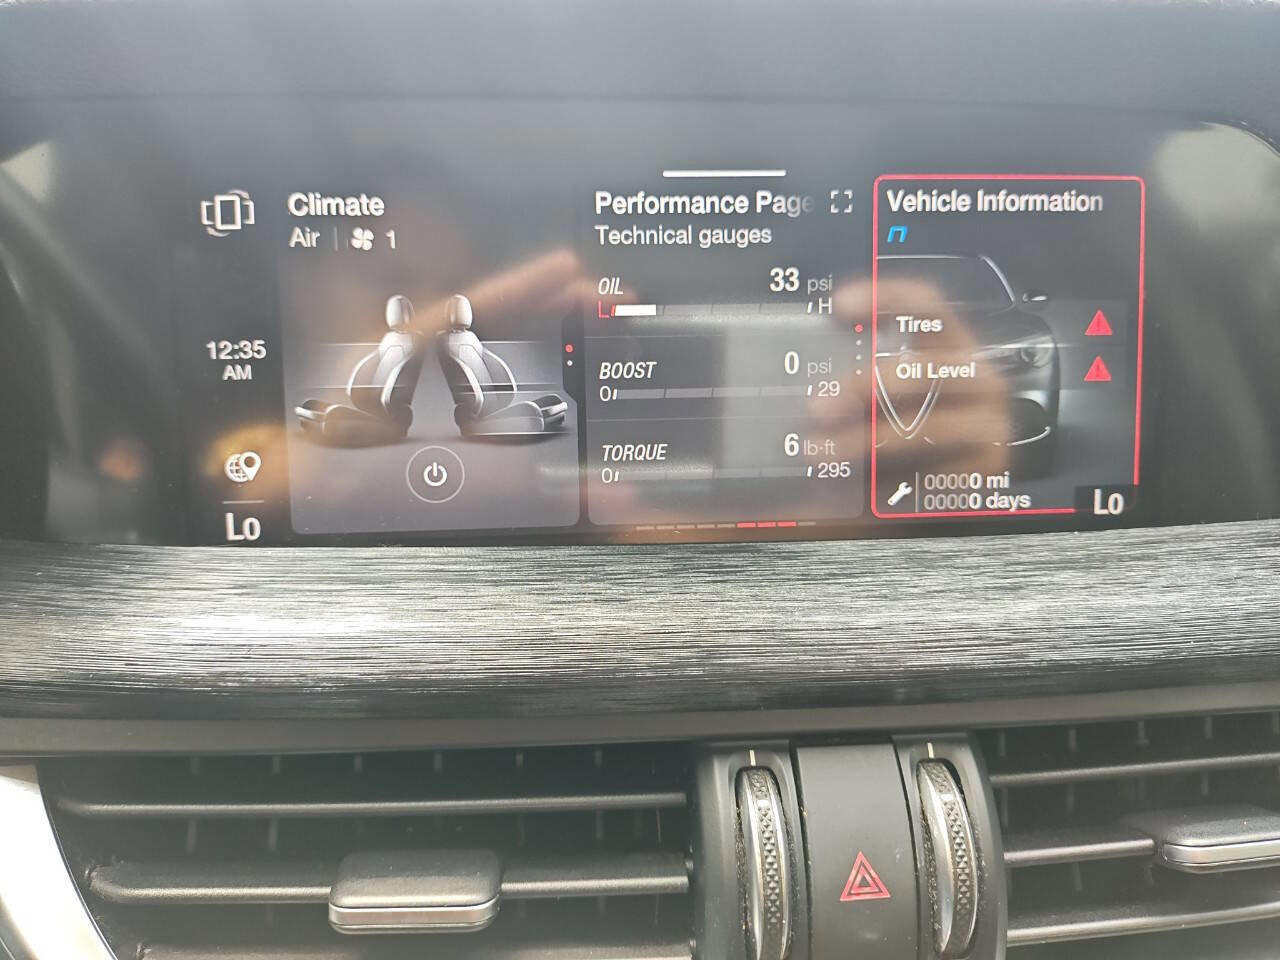 Climate
Air 1
12:35
AM
Lo
Performance Page
Technical gauges
OIL 33 psi
L H
BOOST 0 psi
0 29
TORQUE 6 lb·ft
0 295
Vehicle Information
n
Tires
Oil Level
00000 mi
00000 days
Lo